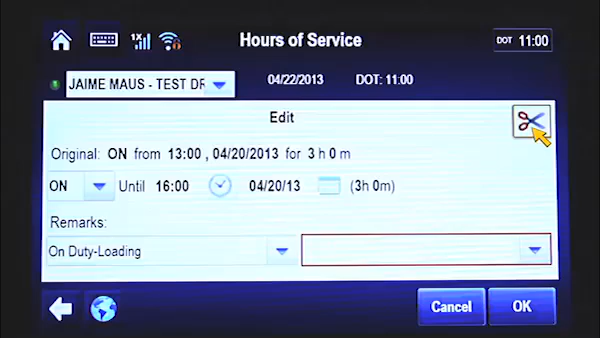 1X
Hours of Service
DOT 11:00
JAIME MAUS - TEST DR
04/22/2013 DOT: 11:00
Edit
Original: ON from 13:00 , 04/20/2013 for 3 h 0 m
ON Until 16:00 04/20/13 (3h 0m)
Remarks:
On Duty-Loading
Cancel OK